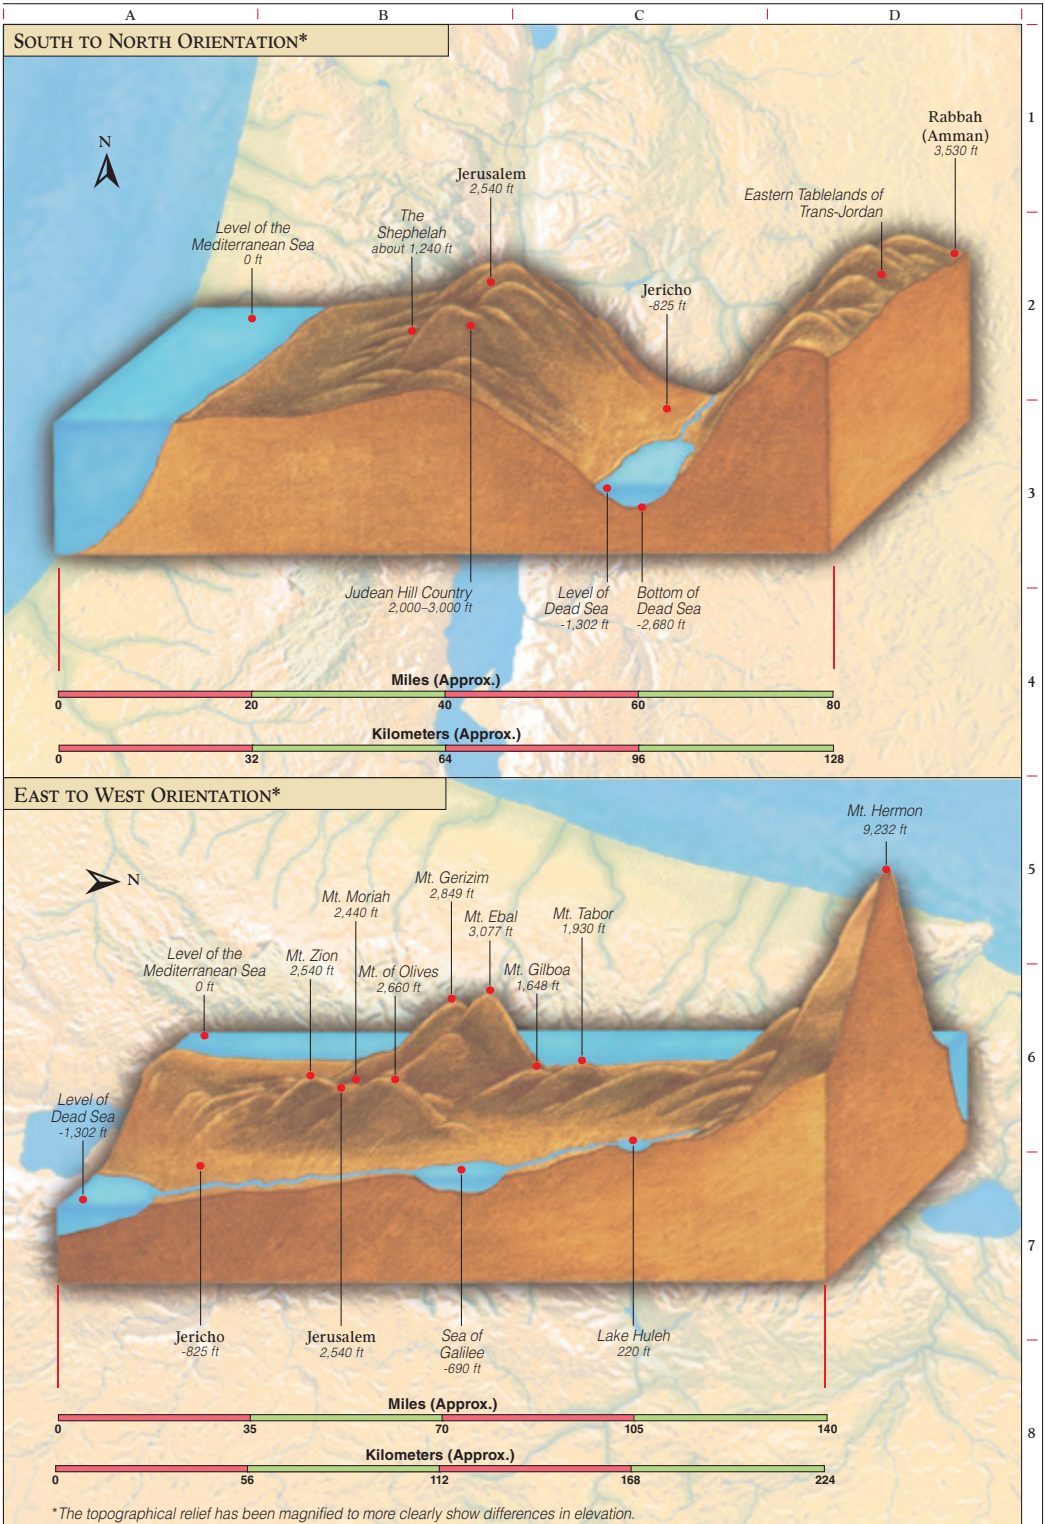 A B C D
SOUTH TO NORTH ORIENTATION*
1
Rabbah
(Amman)
3,530 ft
N
Jerusalem
2,540 ft
Eastern Tablelands of
Trans-Jordan
The
Shephelah
about 1,240 ft
Level of the
Mediterranean Sea
0 ft
Jericho
-825 ft
2
3
Judean Hill Country
2,000–3,000 ft
Level of
Dead Sea
-1,302 ft
Bottom of
Dead Sea
-2,680 ft
4
Miles (Approx.)
0 20 40 60 80
Kilometers (Approx.)
0 32 64 96 128
EAST TO WEST ORIENTATION*
Mt. Hermon
9,232 ft
5
N
Mt. Gerizim
2,849 ft
Mt. Moriah
2,440 ft
Mt. Ebal
3,077 ft
Mt. Tabor
1,930 ft
Level of the
Mediterranean Sea
0 ft
Mt. Zion
2,540 ft
Mt. of Olives
2,660 ft
Mt. Gilboa
1,648 ft
6
Level of
Dead Sea
-1,302 ft
7
Jericho
-825 ft
Jerusalem
2,540 ft
Sea of
Galilee
-690 ft
Lake Huleh
220 ft
Miles (Approx.)
0 35 70 105 140
8
Kilometers (Approx.)
0 56 112 168 224
*The topographical relief has been magnified to more clearly show differences in elevation.